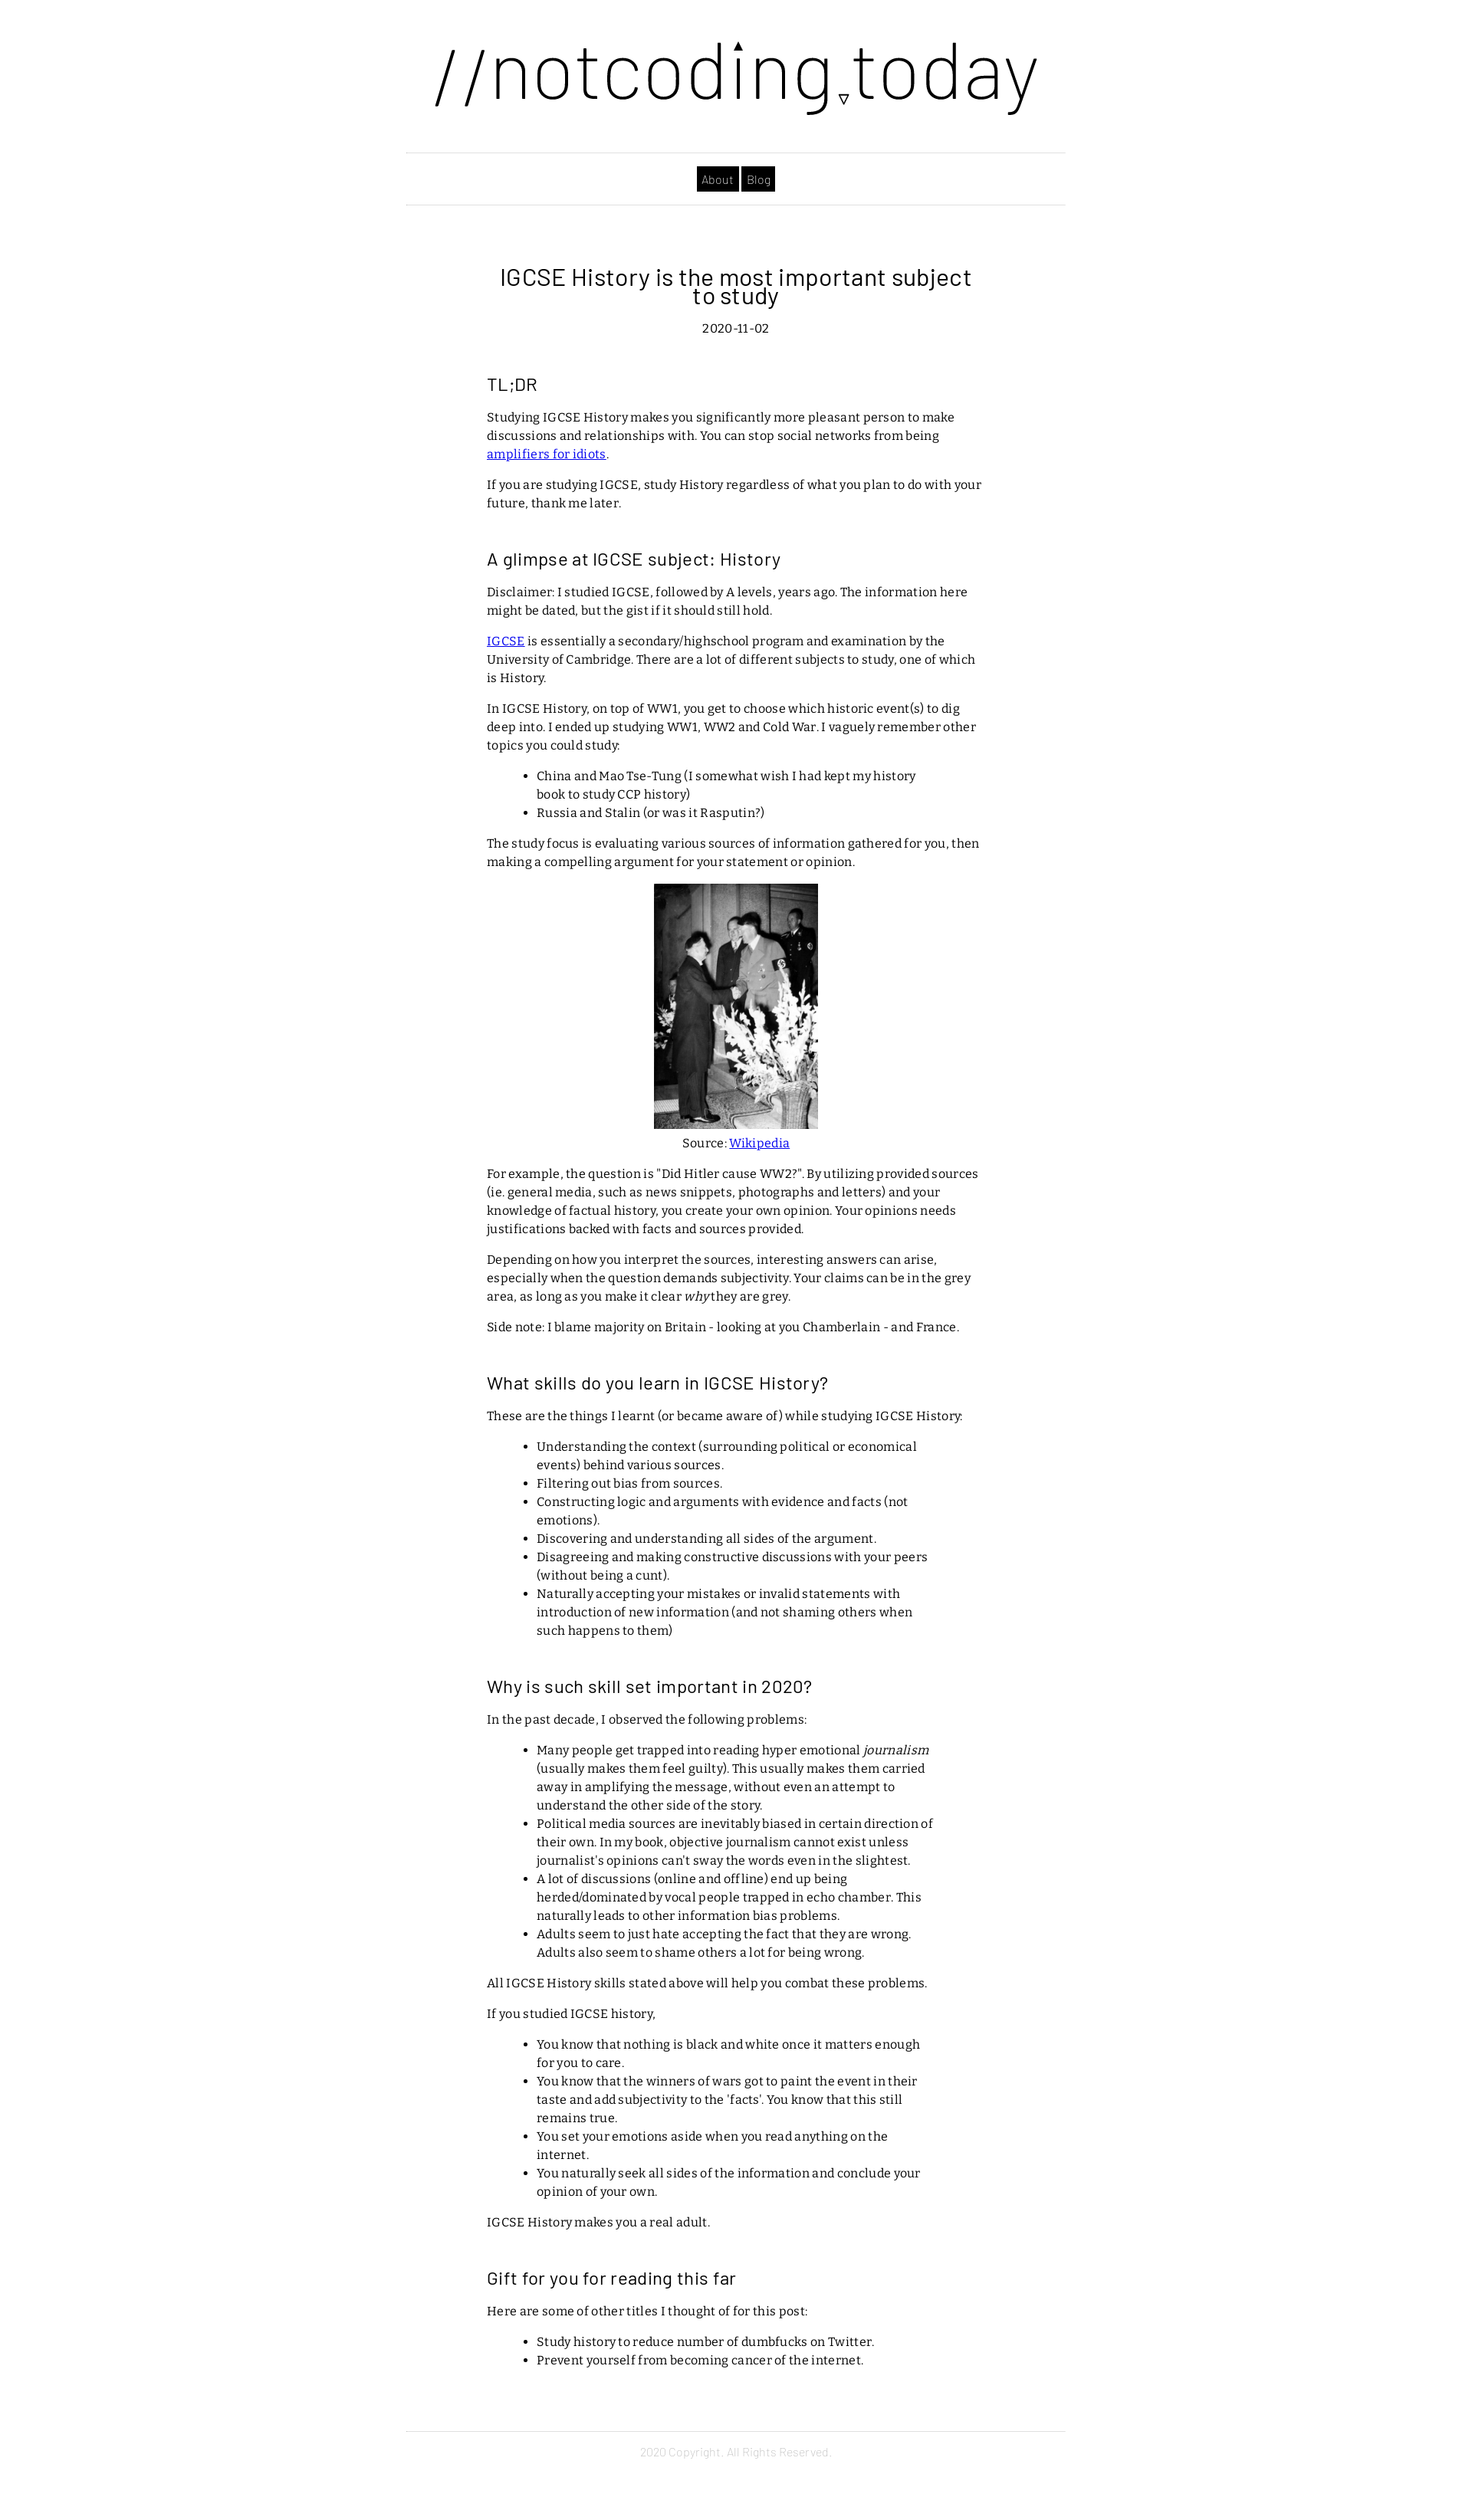 //notcoding.today
About Blog
IGCSE History is the most important subject
to study
2020-11-02
TL;DR
Studying IGCSE History makes you significantly more pleasant person to make
discussions and relationships with. You can stop social networks from being
amplifiers for idiots.
If you are studying IGCSE, study History regardless of what you plan to do with your
future, thank me later.
A glimpse at IGCSE subject: History
Disclaimer: I studied IGCSE, followed by A levels, years ago. The information here
might be dated, but the gist if it should still hold.
IGCSE is essentially a secondary/highschool program and examination by the
University of Cambridge. There are a lot of different subjects to study, one of which
is History.
In IGCSE History, on top of WW1, you get to choose which historic event(s) to dig
deep into. I ended up studying WW1, WW2 and Cold War. I vaguely remember other
topics you could study:
• China and Mao Tse-Tung (I somewhat wish I had kept my history
book to study CCP history)
• Russia and Stalin (or was it Rasputin?)
The study focus is evaluating various sources of information gathered for you, then
making a compelling argument for your statement or opinion.
Source: Wikipedia
For example, the question is "Did Hitler cause WW2?". By utilizing provided sources
(ie. general media, such as news snippets, photographs and letters) and your
knowledge of factual history, you create your own opinion. Your opinions needs
justifications backed with facts and sources provided.
Depending on how you interpret the sources, interesting answers can arise,
especially when the question demands subjectivity. Your claims can be in the grey
area, as long as you make it clear why they are grey.
Side note: I blame majority on Britain - looking at you Chamberlain - and France.
What skills do you learn in IGCSE History?
These are the things I learnt (or became aware of) while studying IGCSE History:
• Understanding the context (surrounding political or economical
events) behind various sources.
• Filtering out bias from sources.
• Constructing logic and arguments with evidence and facts (not
emotions).
• Discovering and understanding all sides of the argument.
• Disagreeing and making constructive discussions with your peers
(without being a cunt).
• Naturally accepting your mistakes or invalid statements with
introduction of new information (and not shaming others when
such happens to them)
Why is such skill set important in 2020?
In the past decade, I observed the following problems:
• Many people get trapped into reading hyper emotional journalism
(usually makes them feel guilty). This usually makes them carried
away in amplifying the message, without even an attempt to
understand the other side of the story.
• Political media sources are inevitably biased in certain direction of
their own. In my book, objective journalism cannot exist unless
journalist's opinions can't sway the words even in the slightest.
• A lot of discussions (online and offline) end up being
herded/dominated by vocal people trapped in echo chamber. This
naturally leads to other information bias problems.
• Adults seem to just hate accepting the fact that they are wrong.
Adults also seem to shame others a lot for being wrong.
All IGCSE History skills stated above will help you combat these problems.
If you studied IGCSE history,
• You know that nothing is black and white once it matters enough
for you to care.
• You know that the winners of wars got to paint the event in their
taste and add subjectivity to the 'facts'. You know that this still
remains true.
• You set your emotions aside when you read anything on the
internet.
• You naturally seek all sides of the information and conclude your
opinion of your own.
IGCSE History makes you a real adult.
Gift for you for reading this far
Here are some of other titles I thought of for this post:
• Study history to reduce number of dumbfucks on Twitter.
• Prevent yourself from becoming cancer of the internet.
2020 Copyright. All Rights Reserved.